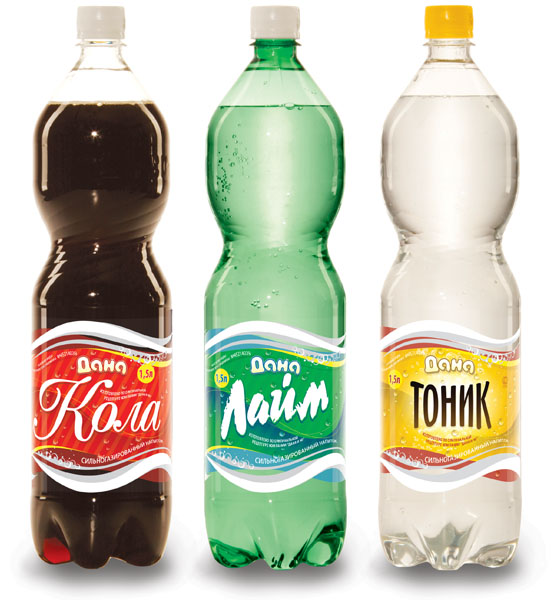 Дана
1,5л
Кола
СИЛЬНОГАЗИРОВАННЫЙ НАПИТОК
Дана
1,5л
Лайм
СИЛЬНОГАЗИРОВАННЫЙ НАПИТОК
Дана
1,5л
ТОНИК
СИЛЬНОГАЗИРОВАННЫЙ НАПИТОК